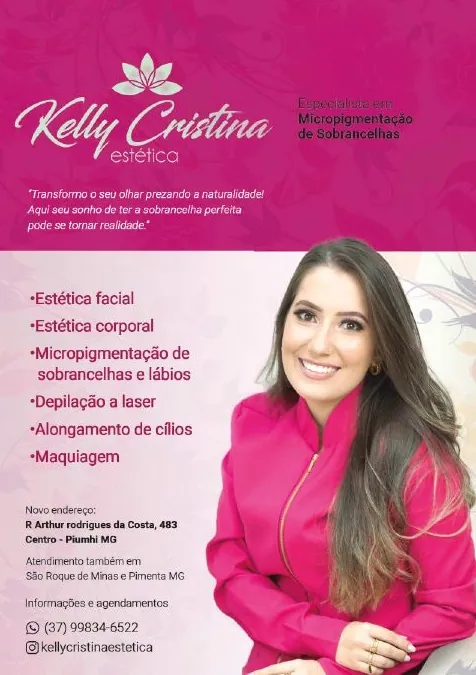 Kelly Cristina
estética
Especialista em
Micropigmentação
de Sobrancelhas
"Transformo o seu olhar prezando a naturalidade!
Aqui seu sonho de ter a sobrancelha perfeita
pode se tornar realidade."
•Estética facial
•Estética corporal
•Micropigmentação de
sobrancelhas e lábios
•Depilação a laser
•Alongamento de cílios
•Maquiagem
Novo endereço:
R Arthur rodrigues da Costa, 483
Centro - Piumhi MG
Atendimento também em
São Roque de Minas e Pimenta MG
Informações e agendamentos
(37) 99834-6522
kellycristinaestetica